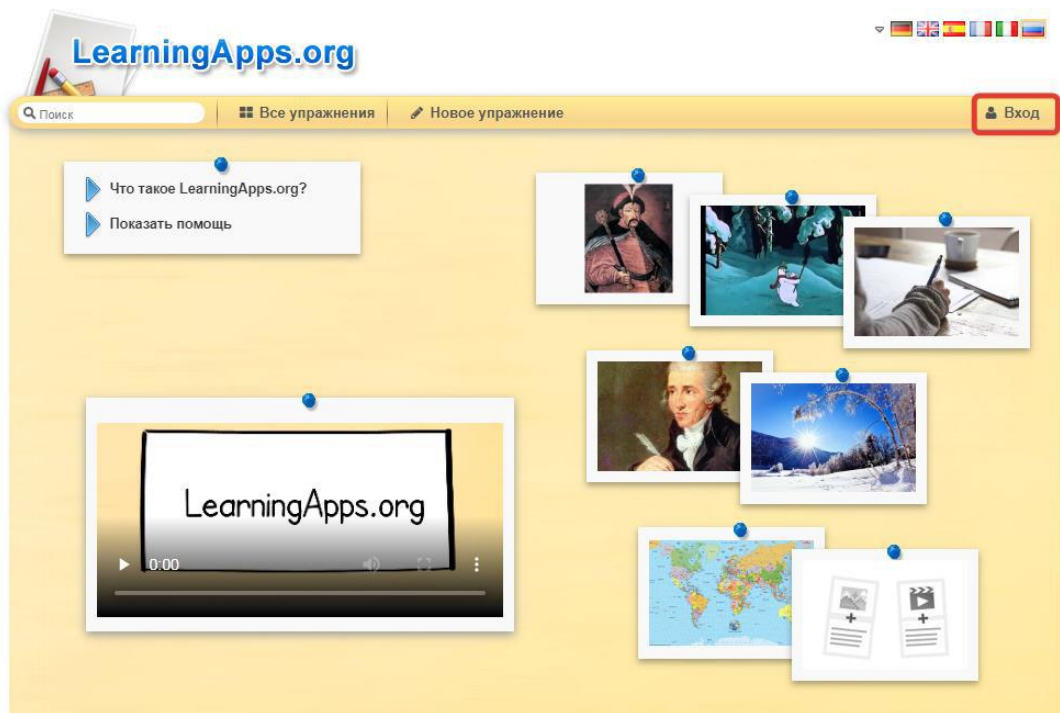 LearningApps.org
Поиск
Все упражнения
Новое упражнение
Вход
Что такое LearningApps.org?
Показать помощь
LearningApps.org
0:00